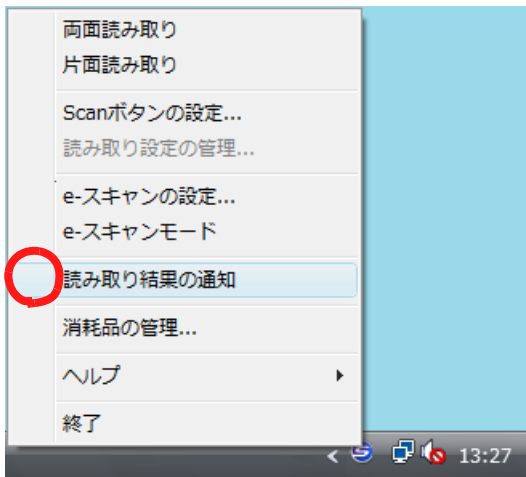 両面読み取り
片面読み取り
Scanボタンの設定...
読み取り設定の管理...
e-スキャンの設定...
e-スキャンモード
読み取り結果の通知
消耗品の管理...
ヘルプ
終了
13:27